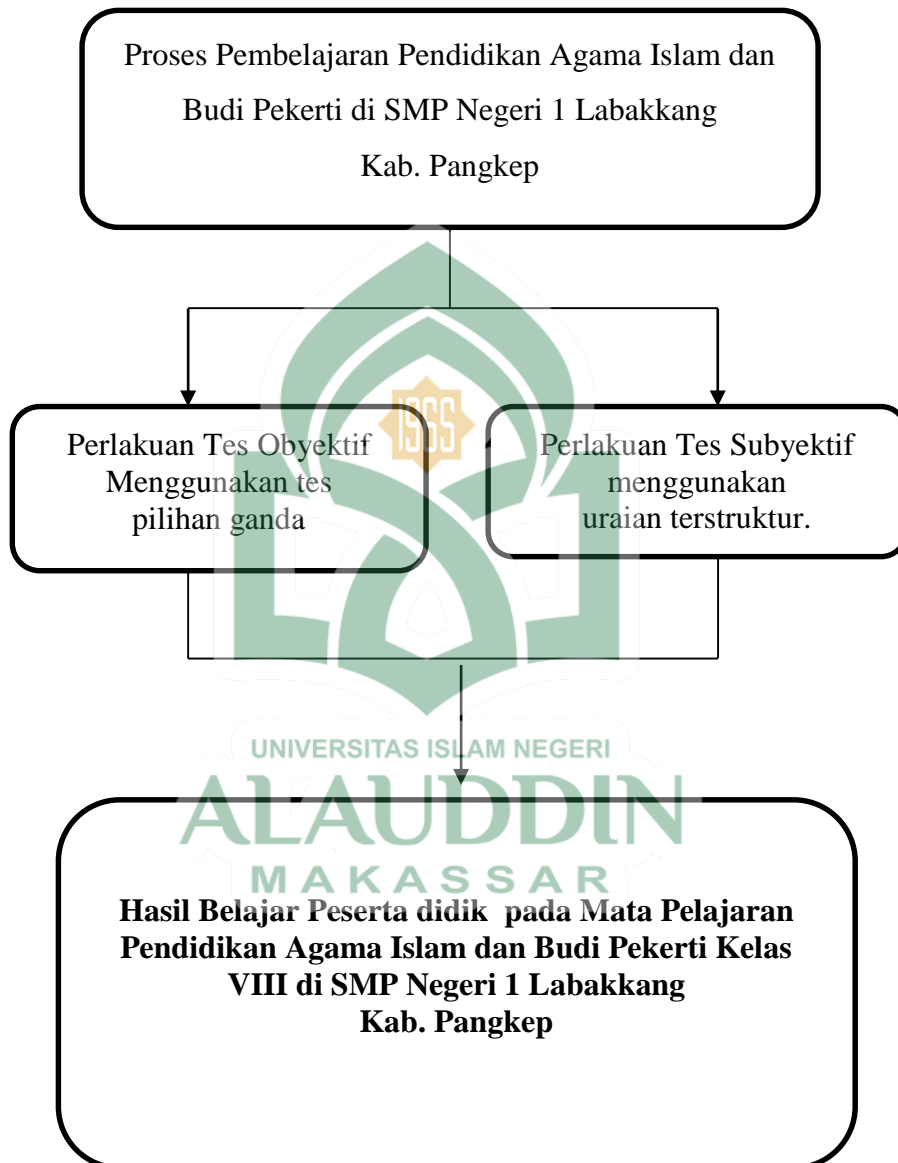 Proses Pembelajaran Pendidikan Agama Islam dan
Budi Pekerti di SMP Negeri 1 Labakkang
Kab. Pangkep
Perlakuan Tes Obyektif
Menggunakan tes
pilihan ganda
Perlakuan Tes Subyektif
menggunakan
uraian terstruktur.
UNIVERSITAS ISLAM NEGERI
ALAUDDIN
MAKASSAR
Hasil Belajar Peserta didik pada Mata Pelajaran
Pendidikan Agama Islam dan Budi Pekerti Kelas
VIII di SMP Negeri 1 Labakkang
Kab. Pangkep